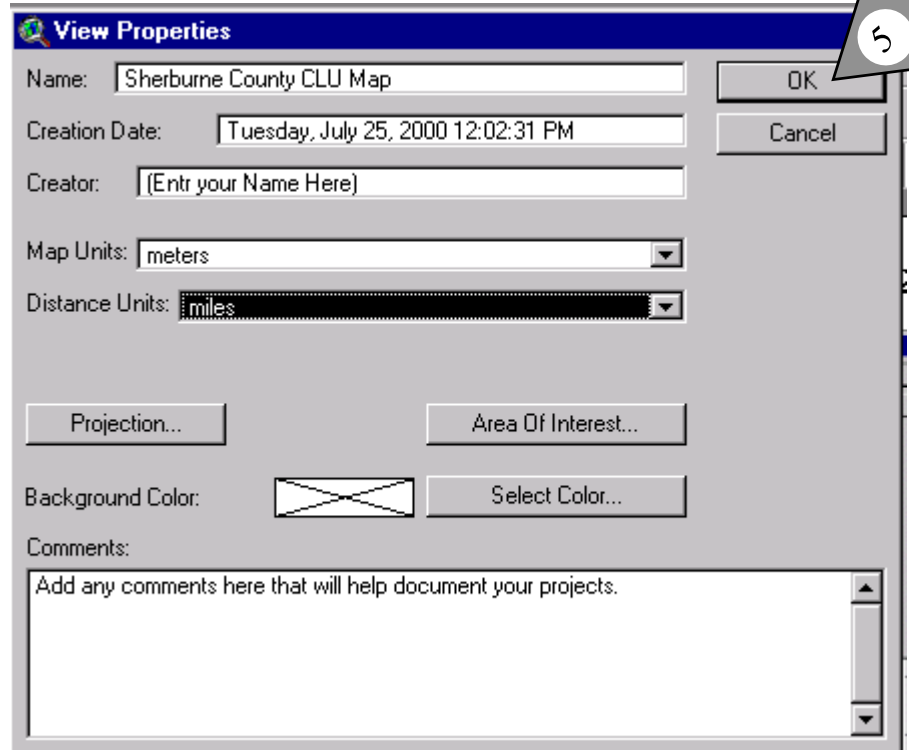 View Properties
5
Name: Sherburne County CLU Map
OK
Creation Date: Tuesday, July 25, 2000 12:02:31 PM
Cancel
Creator: (Entr your Name Here)
Map Units: meters
Distance Units: miles
Projection...
Area Of Interest...
Background Color:
Select Color...
Comments:
Add any comments here that will help document your projects.